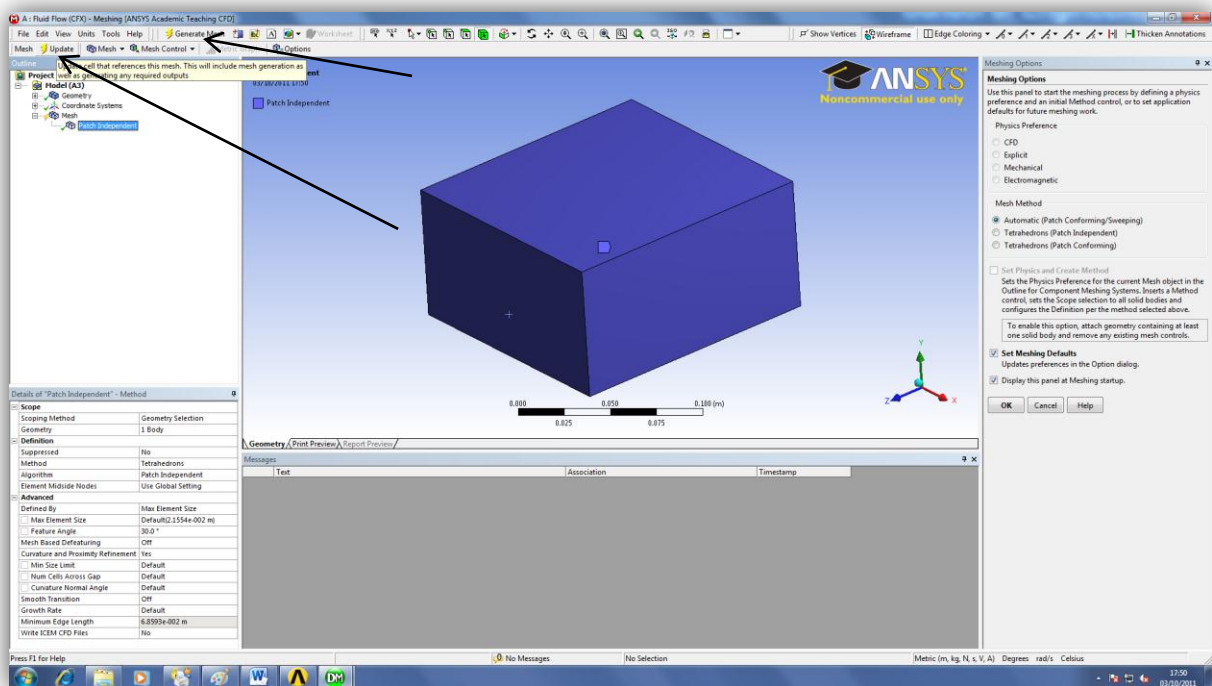 A : Fluid Flow (CFX) - Meshing [ANSYS Academic Teaching CFD]
File Edit View Units Tools Help Generate Mesh Worksheet Show Vertices Wireframe Edge Coloring Thicken Annotations
Mesh Update Mesh Mesh Control Options
Outline
Project
Model (A3)
Geometry
Coordinate Systems
Mesh
Patch Independent
cell that references this mesh. This will include mesh generation as
well as generating any required outputs
03/10/2011 17:50
Patch Independent
ANSYS
Noncommercial use only
0.000 0.050 0.100 (m)
0.025 0.075
Y
Z X
Geometry Print Preview Report Preview
Details of "Patch Independent" - Method
Scope
Scoping Method Geometry Selection
Geometry 1 Body
Definition
Suppressed No
Method Tetrahedrons
Algorithm Patch Independent
Element Midside Nodes Use Global Setting
Advanced
Defined By Max Element Size
Max Element Size Default(2.1554e-002 m)
Feature Angle 30.0 °
Mesh Based Defeaturing Off
Curvature and Proximity Refinement Yes
Min Size Limit Default
Num Cells Across Gap Default
Curvature Normal Angle Default
Smooth Transition Off
Growth Rate Default
Minimum Edge Length 6.8593e-002 m
Write ICEM CFD Files No
Messages
Text Association Timestamp
Meshing Options
Meshing Options
Use this panel to start the meshing process by defining a physics
preference and an initial Method control, or to set application
defaults for future meshing work.
Physics Preference
CFD
Explicit
Mechanical
Electromagnetic
Mesh Method
Automatic (Patch Conforming/Sweeping)
Tetrahedrons (Patch Independent)
Tetrahedrons (Patch Conforming)
Set Physics and Create Method
Sets the Physics Preference for the current Mesh object in the
Outline for Component Meshing Systems. Inserts a Method
control, sets the Scope selection to all solid bodies and
configures the Definition per the method selected above.
To enable this option, attach geometry containing at least
one solid body and remove any existing mesh controls.
Set Meshing Defaults
Updates preferences in the Option dialog.
Display this panel at Meshing startup.
OK Cancel Help
Press F1 for Help 0 No Messages No Selection Metric (m, kg, N, s, V, A) Degrees rad/s Celsius
W DM 17:50
03/10/2011